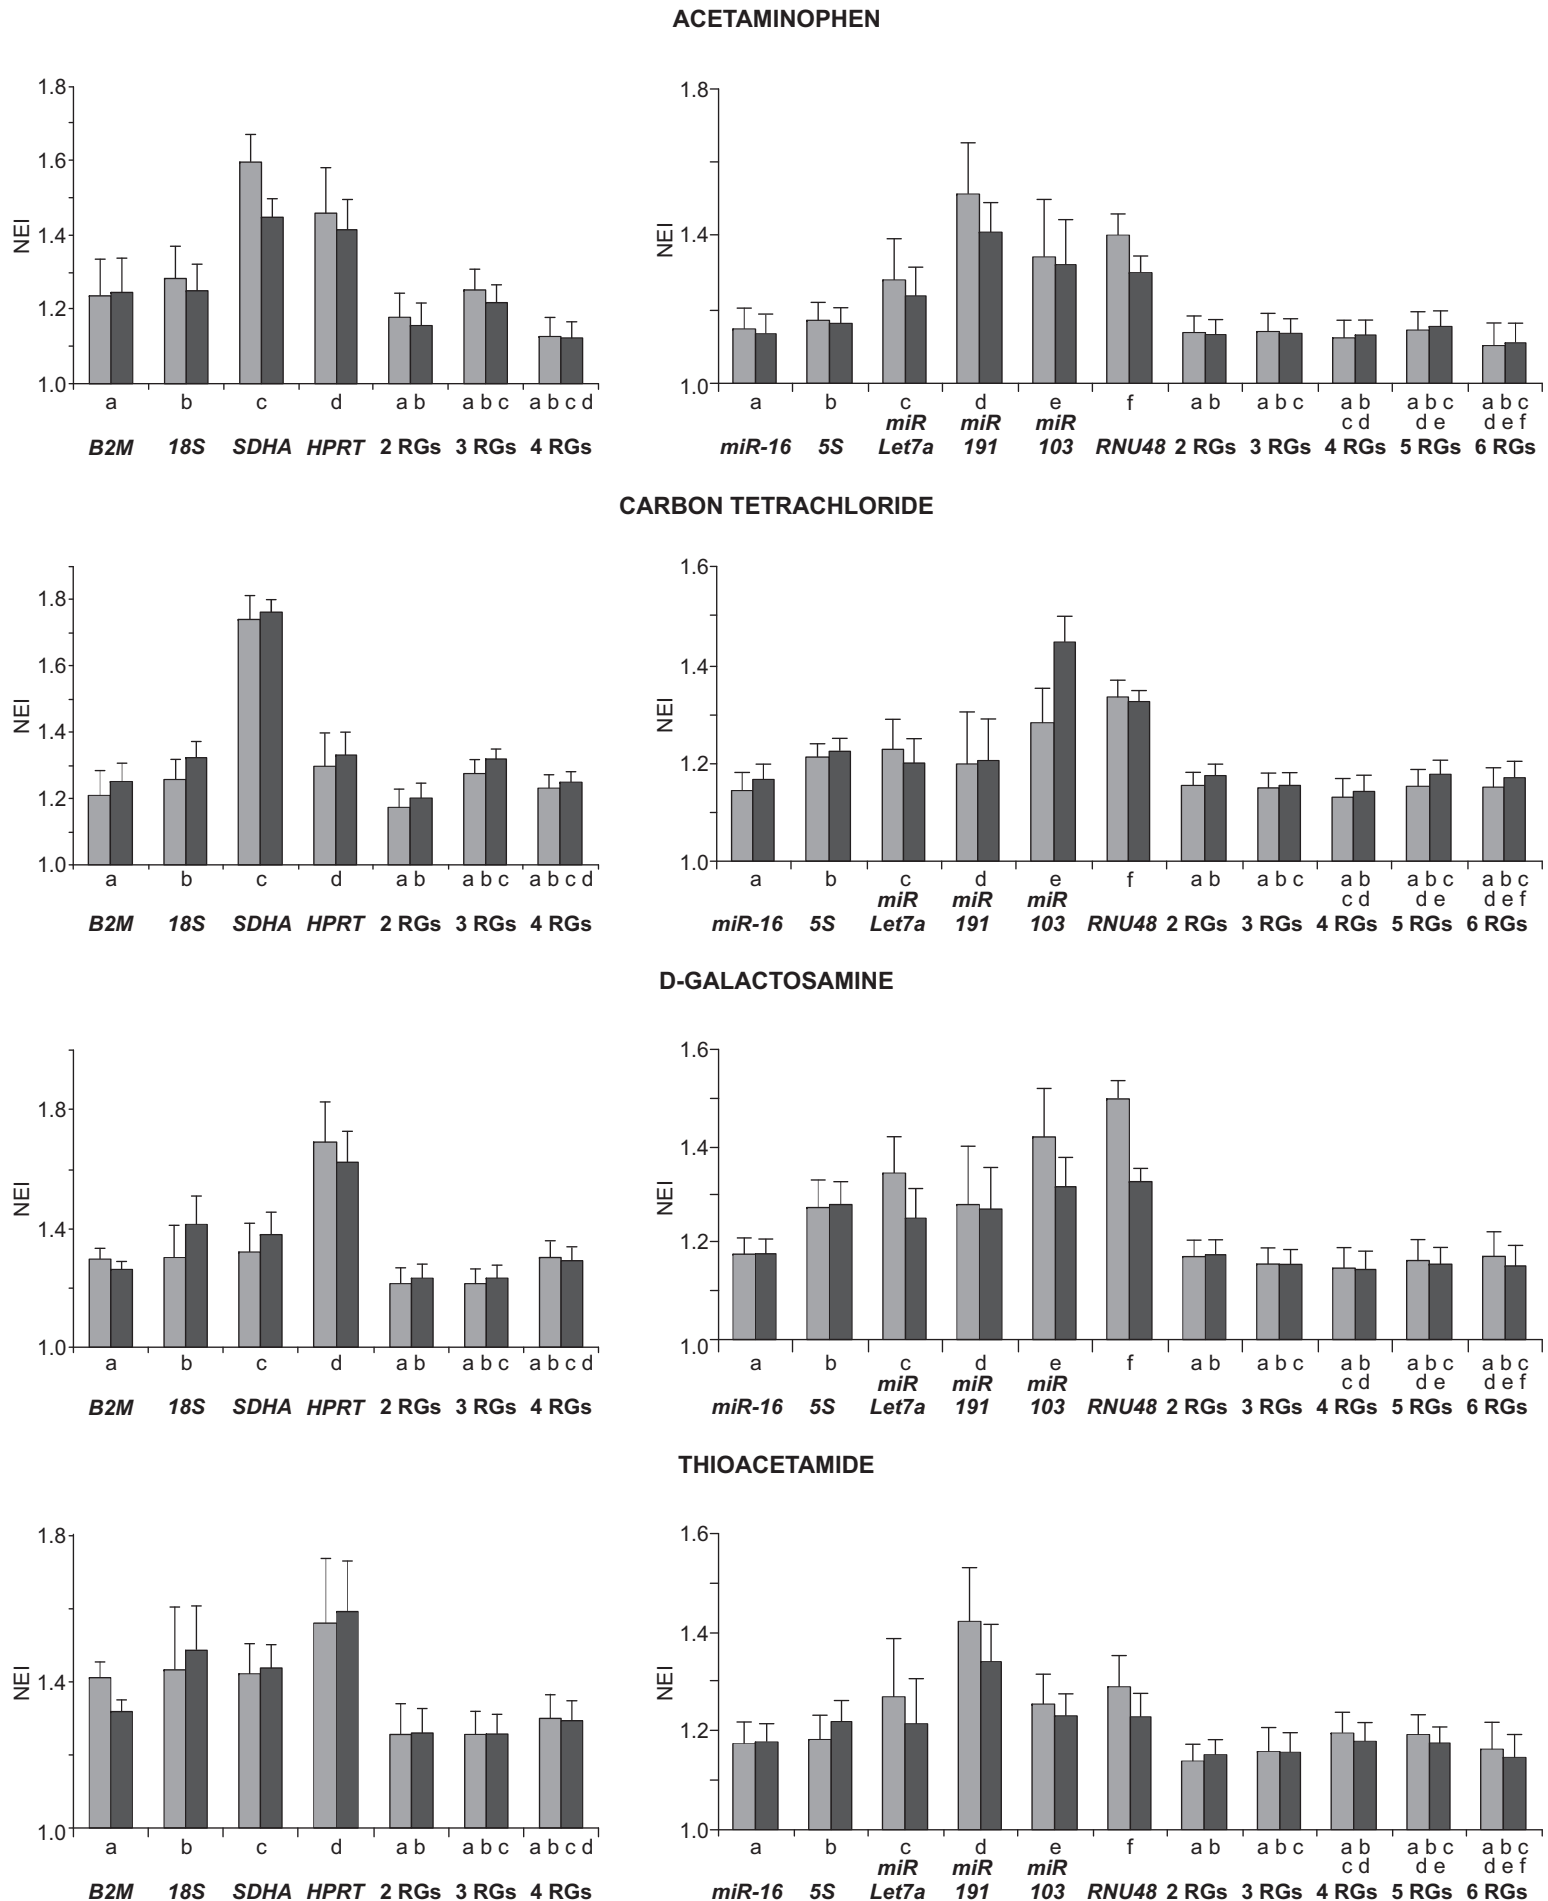 ACETAMINOPHEN
1.8
1.6
1.4
1.2
1.0
NEI
a b c d a b a b c a b c d
B2M 18S SDHA HPRT 2 RGs 3 RGs 4 RGs
1.8
1.4
1.0
NEI
a b c d e f a b a b c a b a b c a b c
miR miR miR c d d e d e f
miR-16 5S Let7a 191 103 RNU48 2 RGs 3 RGs 4 RGs 5 RGs 6 RGs
CARBON TETRACHLORIDE
1.8
1.6
1.4
1.2
1.0
NEI
a b c d a b a b c a b c d
B2M 18S SDHA HPRT 2 RGs 3 RGs 4 RGs
1.6
1.4
1.2
1.0
NEI
a b c d e f a b a b c a b a b c a b c
miR miR miR c d d e d e f
miR-16 5S Let7a 191 103 RNU48 2 RGs 3 RGs 4 RGs 5 RGs 6 RGs
D-GALACTOSAMINE
1.8
1.4
1.0
NEI
a b c d a b a b c a b c d
B2M 18S SDHA HPRT 2 RGs 3 RGs 4 RGs
1.6
1.4
1.2
1.0
NEI
a b c d e f a b a b c a b a b c a b c
miR miR miR c d d e d e f
miR-16 5S Let7a 191 103 RNU48 2 RGs 3 RGs 4 RGs 5 RGs 6 RGs
THIOACETAMIDE
1.8
1.4
1.0
NEI
a b c d a b a b c a b c d
B2M 18S SDHA HPRT 2 RGs 3 RGs 4 RGs
1.6
1.4
1.2
1.0
NEI
a b c d e f a b a b c a b a b c a b c
miR miR miR c d d e d e f
miR-16 5S Let7a 191 103 RNU48 2 RGs 3 RGs 4 RGs 5 RGs 6 RGs